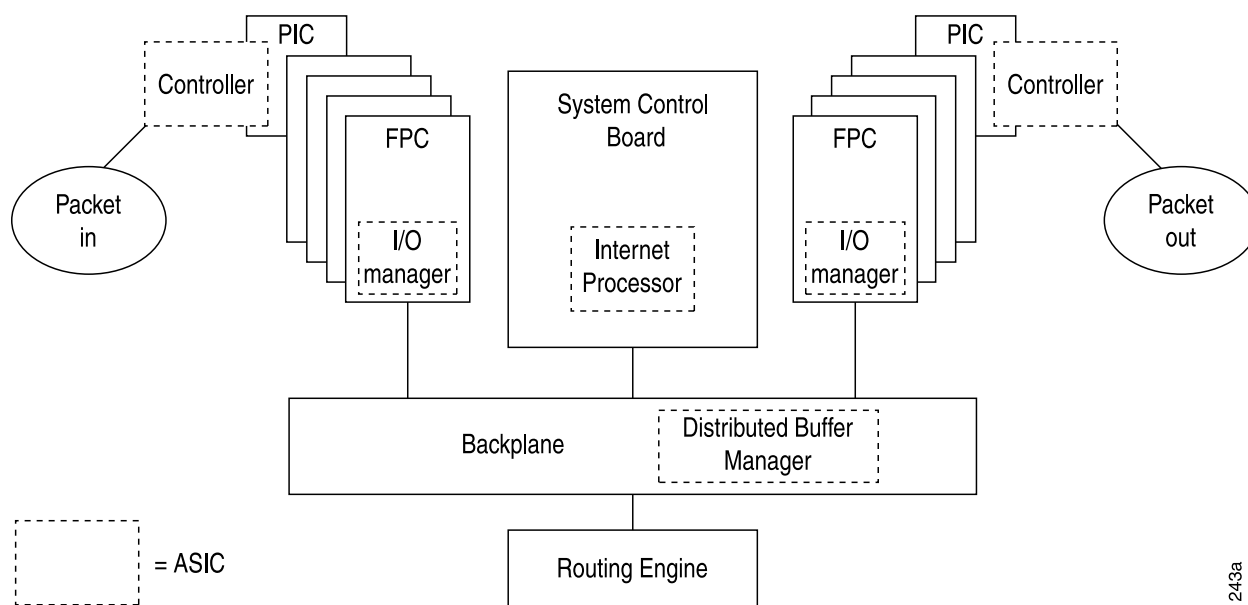 PIC
Controller
FPC
I/O
manager
Packet
in
System Control
Board
Internet
Processor
PIC
Controller
FPC
I/O
manager
Packet
out
Backplane
Distributed Buffer
Manager
Routing Engine
= ASIC
243a